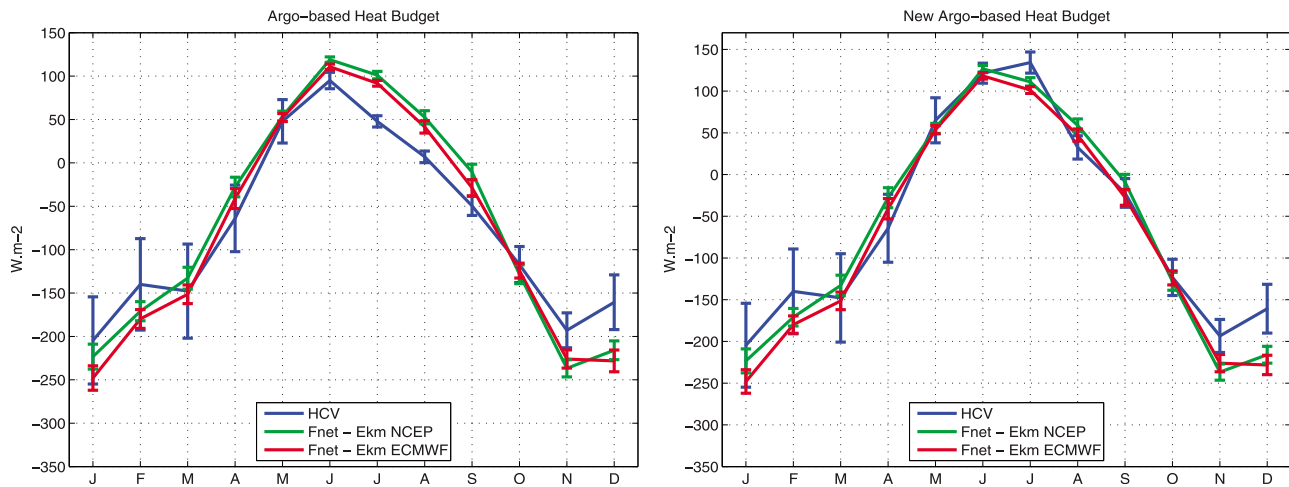 Argo−based Heat Budget
150
100
50
0
−50
−100
−150
−200
−250
−300
−350
W.m−2
J F M A M J J A S O N D
HCV
Fnet − Ekm NCEP
Fnet − Ekm ECMWF
New Argo−based Heat Budget
150
100
50
0
−50
−100
−150
−200
−250
−300
−350
W.m−2
J F M A M J J A S O N D
HCV
Fnet − Ekm NCEP
Fnet − Ekm ECMWF